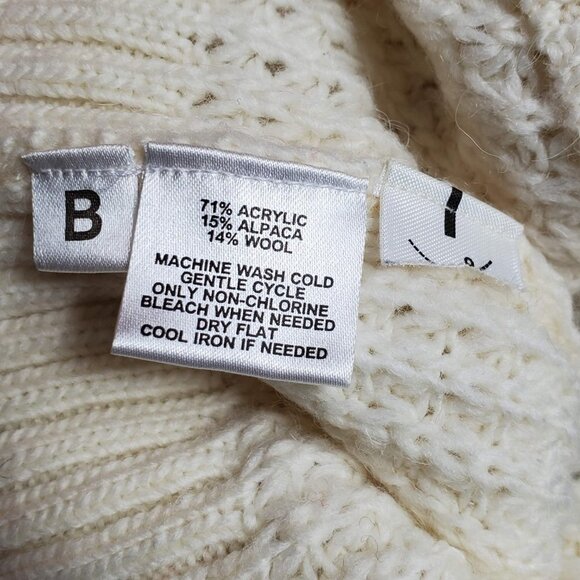 B
71% ACRYLIC
15% ALPACA
14% WOOL
MACHINE WASH COLD
GENTLE CYCLE
ONLY NON-CHLORINE
BLEACH WHEN NEEDED
DRY FLAT
COOL IRON IF NEEDED